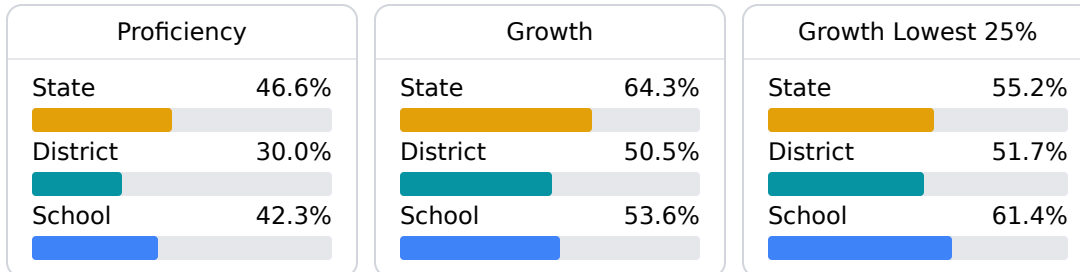 Proficiency
State 46.6%
District 30.0%
School 42.3%
Growth
State 64.3%
District 50.5%
School 53.6%
Growth Lowest 25%
State 55.2%
District 51.7%
School 61.4%